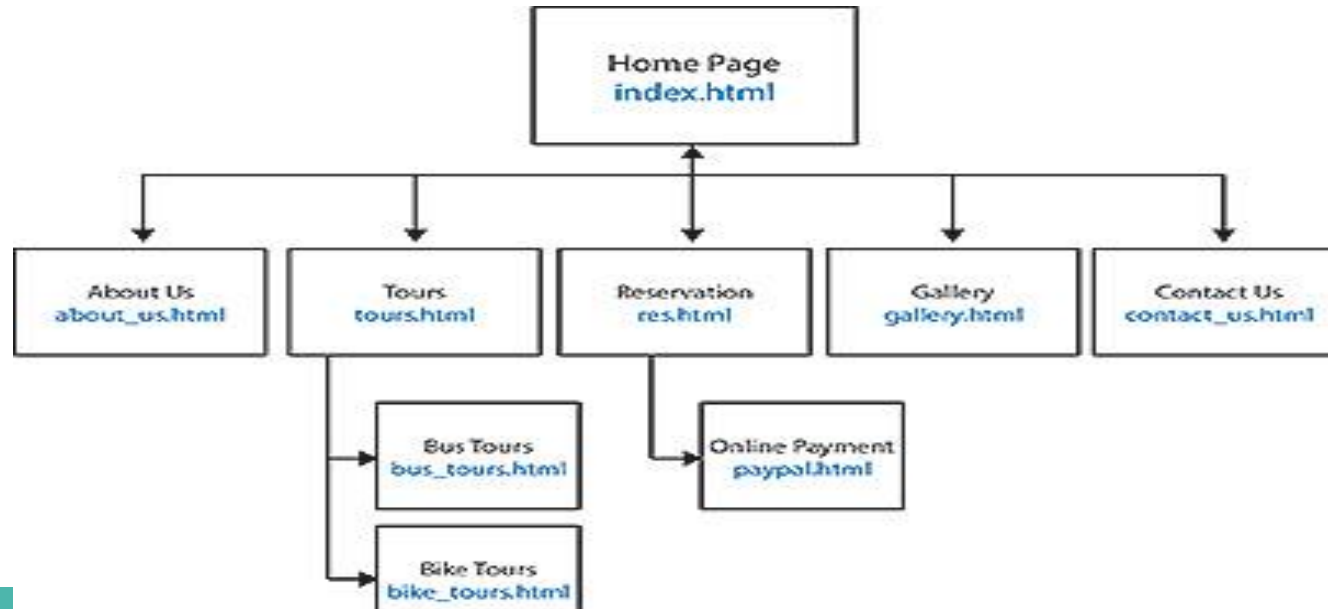 Home Page
index.html
About Us
about_us.html
Tours
tours.html
Reservation
res.html
Gallery
gallery.html
Contact Us
contact_us.html
Bus Tours
bus_tours.html
Online Payment
paypal.html
Bike Tours
bike_tours.html